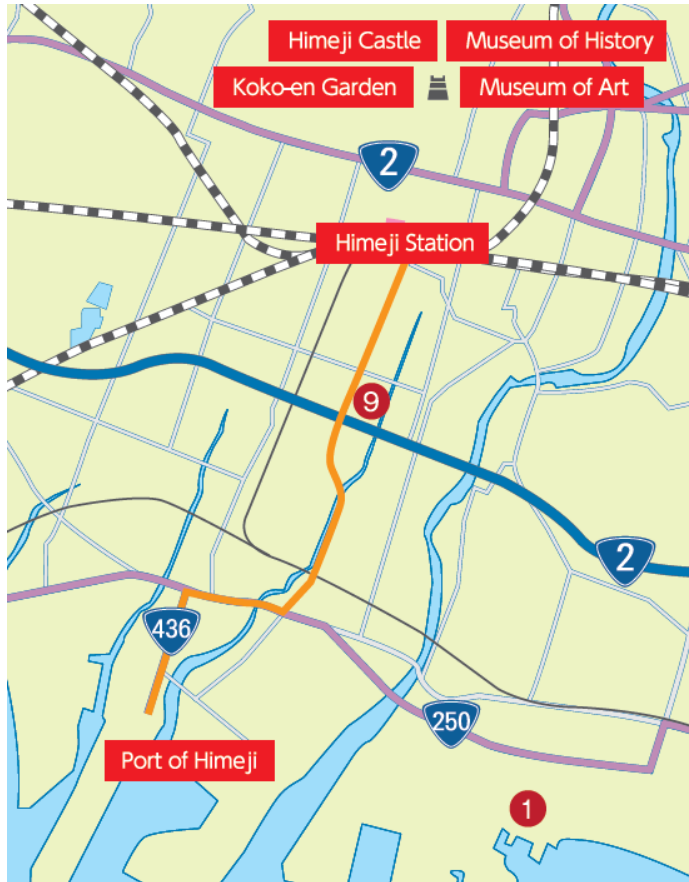 Himeji Castle
Museum of History
Koko-en Garden
Museum of Art
2
Himeji Station
9
2
436
250
Port of Himeji
1